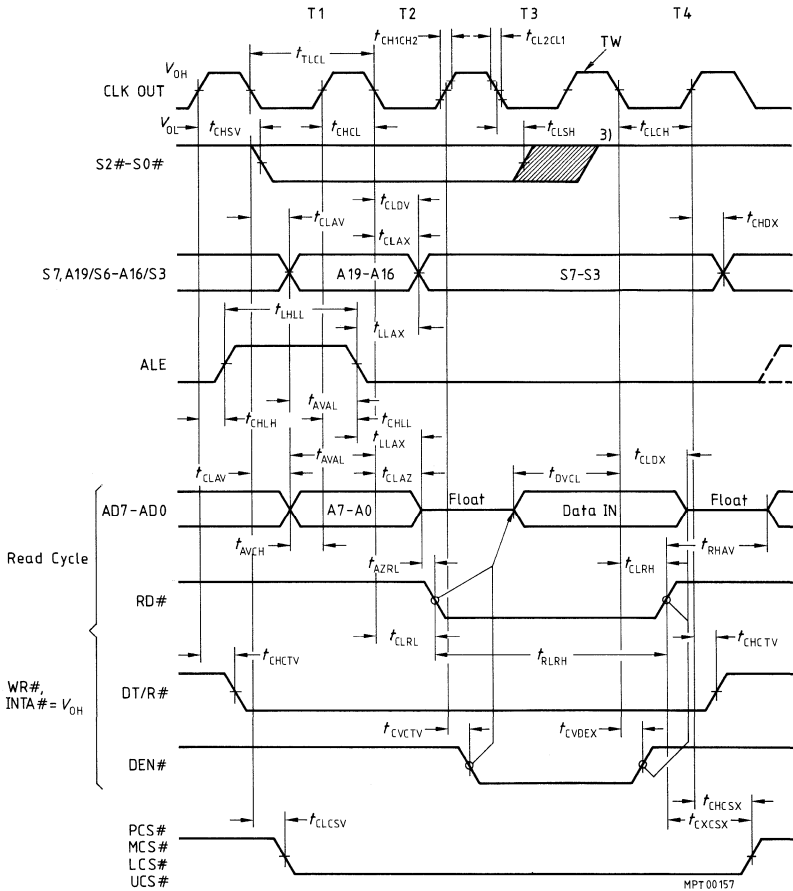 T1 T2 T3 T4
tCH1CH2 tCL2CL1
tTLCL TW
VOH
CLK OUT
VOL
tCHSV tCHCL tCLSH 3) tCLCH
S2#-S0#
tCLDV
tCLAV tCHDX
tCLAX
S7,A19/S6-A16/S3 A19-A16 S7-S3
tLHLL
tLLAX
ALE
tAVAL
tCHLH tCHLL
tLLAX
tAVAL tCLDX
tCLAV tCLAZ tDVCL
AD7-AD0 A7-A0 Float Data IN Float
tAVCH tRHAV
Read Cycle tAZRL tCLRH
RD#
tCLRL
tCHCTV tRLRH tCHCTV
WR#,
INTA#=VOH
DT/R#
tCVCTV tCVDEX
DEN#
tCHCSX
tCLCSV tCXCSX
PCS#
MCS#
LCS#
UCS#
MPT00157